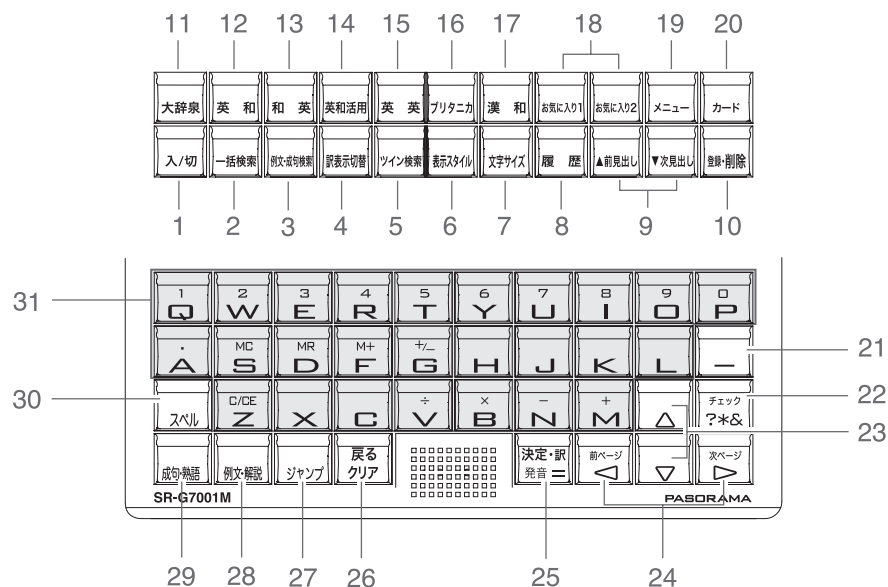 11 12 13 14 15 16 17 18 19 20
大辞泉 英 和 和 英 英和活用 英 英 ブリタニカ 漢 和 お気に入り1 お気に入り2 メニュー カード
入/切 一括検索 例文・成句検索 訳表示切替 ツイン検索 表示スタイル 文字サイズ 履 歴 ▲前見出し ▼次見出し 登録・削除
1 2 3 4 5 6 7 8 9 10
31
1 2 3 4 5 6 7 8 9 0
Q W E R T Y U I O P
・ MC MR M+ +/−
A S D F G H J K L −
21
30
C/CE ÷ × − + チェック
スペル Z X C V B N M △ ?*&
22
23
成句・熟語 例文・解説 ジャンプ 戻る クリア 決定・訳 発音 = 前ページ ◁ ▽ 次ページ ▷
SR-G7001M PASORAMA
29 28 27 26 25 24